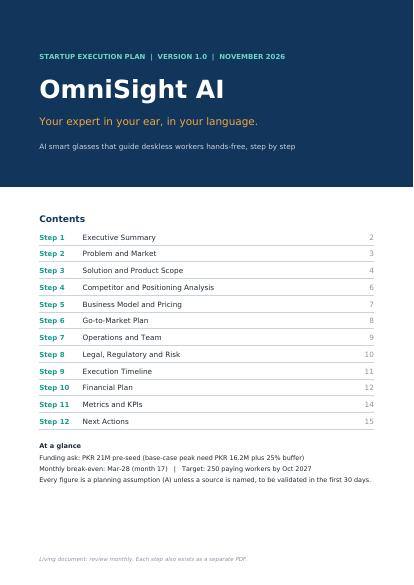 STARTUP EXECUTION PLAN | VERSION 1.0 | NOVEMBER 2026
OmniSight AI
Your expert in your ear, in your language.
AI smart glasses that guide deskless workers hands-free, step by step
Contents
Step 1 Executive Summary 2
Step 2 Problem and Market 3
Step 3 Solution and Product Scope 4
Step 4 Competitor and Positioning Analysis 6
Step 5 Business Model and Pricing 7
Step 6 Go-to-Market Plan 8
Step 7 Operations and Team 9
Step 8 Legal, Regulatory and Risk 10
Step 9 Execution Timeline 11
Step 10 Financial Plan 12
Step 11 Metrics and KPIs 14
Step 12 Next Actions 15
At a glance
Funding ask: PKR 21M pre-seed (base-case peak need PKR 16.2M plus 25% buffer)
Monthly break-even: Mar-28 (month 17) | Target: 250 paying workers by Oct 2027
Every figure is a planning assumption (A) unless a source is named, to be validated in the first 30 days.
Living document: review monthly. Each step also exists as a separate PDF.